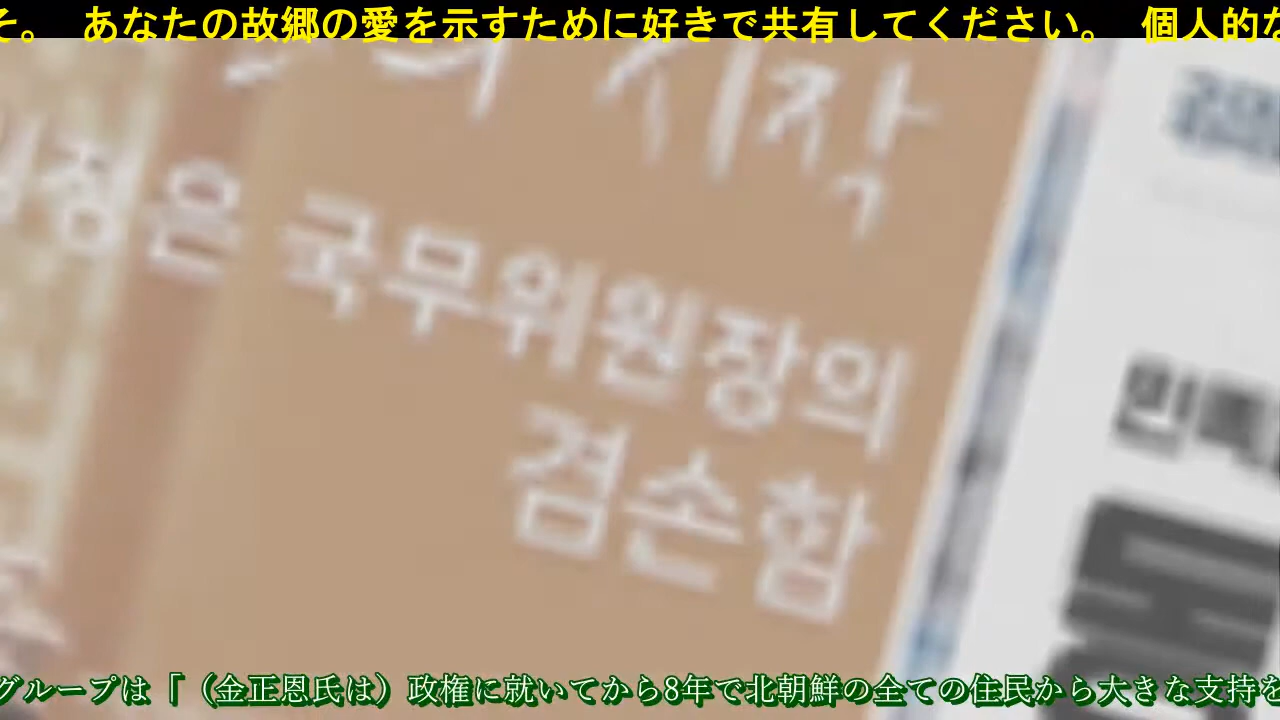 そ。 あなたの故郷の愛を示すために好きで共有してください。 個人的な
시작
정은 국무위원장의
겸손함
민족
グループは「（金正恩氏は）政権に就いてから8年で北朝鮮の全ての住民から大きな支持を